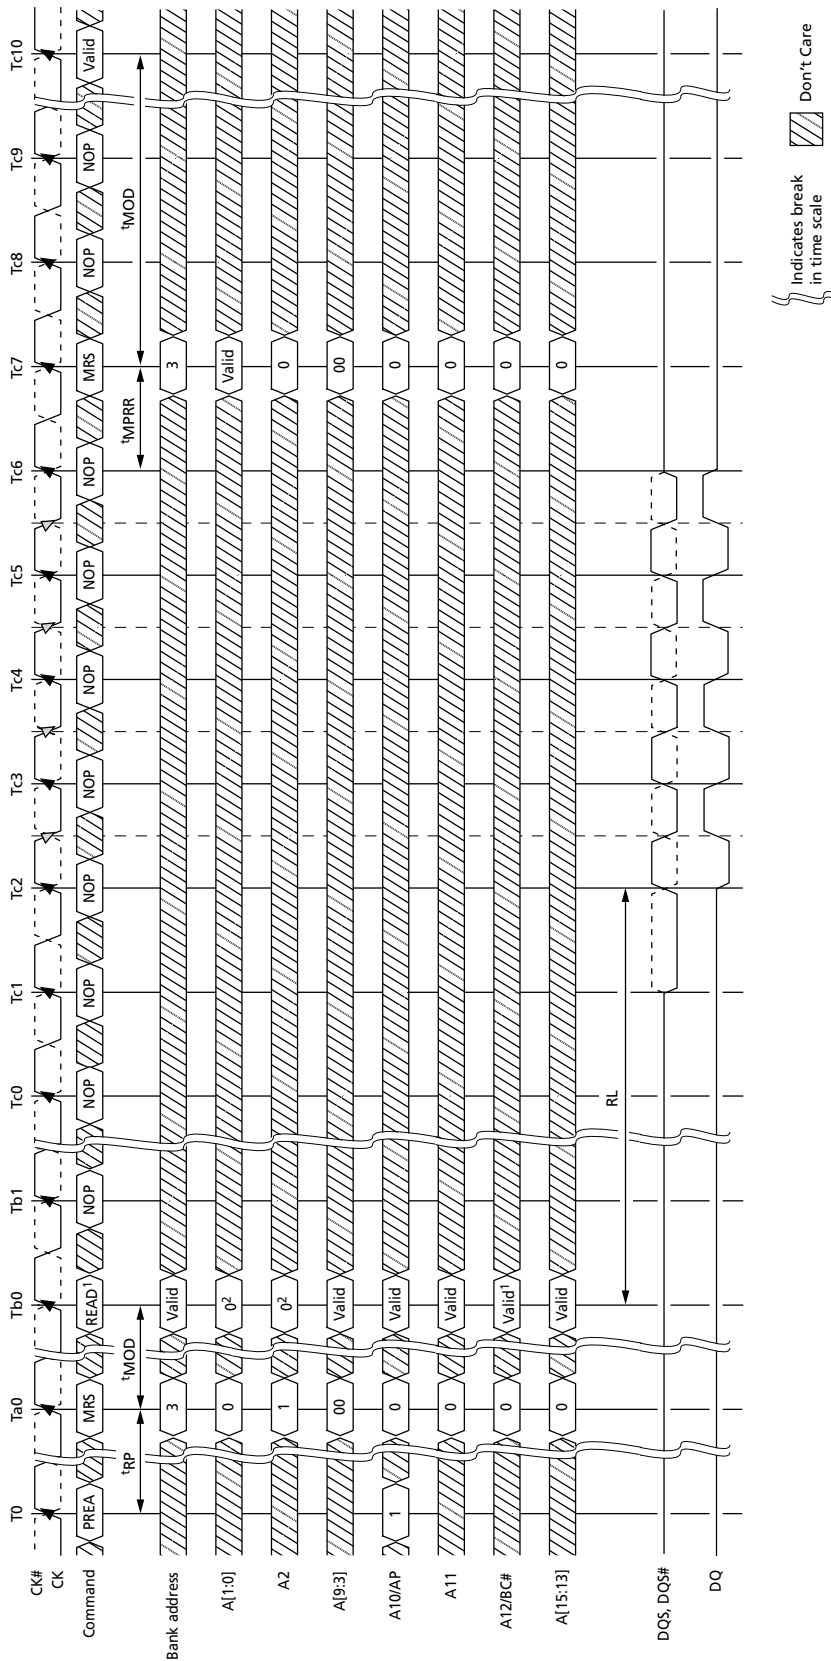 T0 Ta0 Tb0 Tb1 Tc0 Tc1 Tc2 Tc3 Tc4 Tc5 Tc6 Tc7 Tc8 Tc9 Tc10
CK#
CK
Command PREA MRS READ1 NOP NOP NOP NOP NOP NOP NOP NOP MRS NOP NOP Valid
tRP tMOD tMPRR tMOD
Bank address 3 Valid 3
A[1:0] 0 02 Valid
A2 1 02 0
A[9:3] 00 Valid 00
A10/AP 1 0 Valid 0
A11 0 Valid 0
A12/BC# 0 Valid1 0
A[15:13] 0 Valid 0
RL
DQS, DQS#
DQ
Indicates break
in time scale
Don't Care